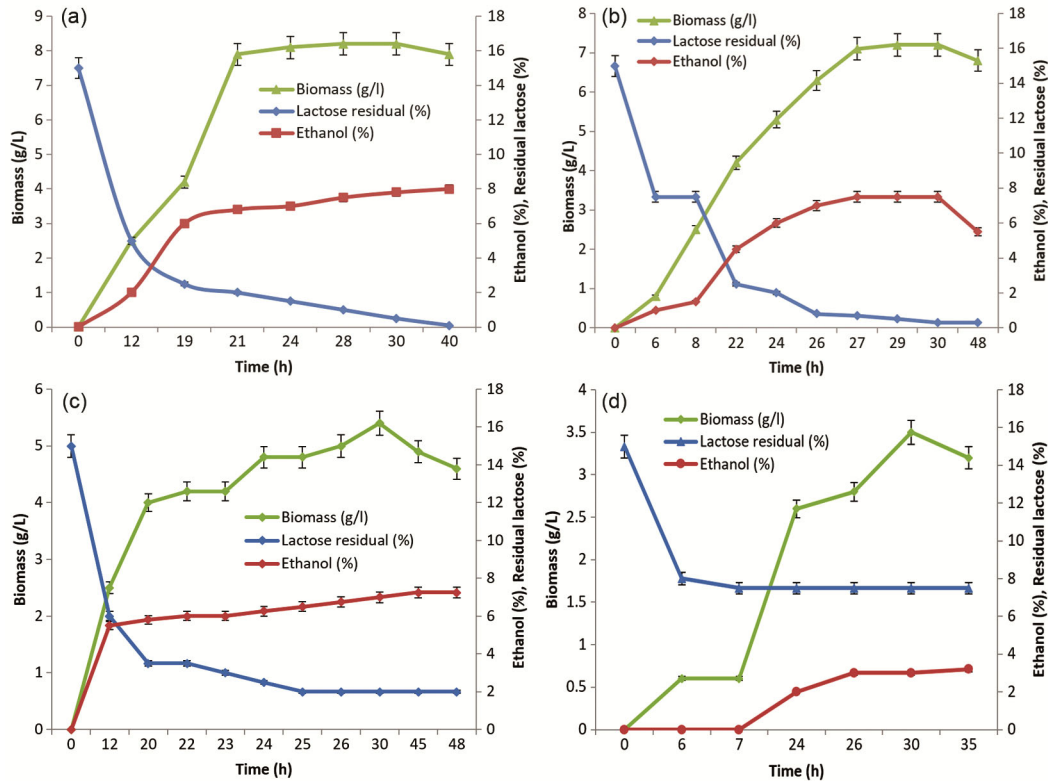 (a)
Biomass (g/L)
9
8
7
6
5
4
3
2
1
0
Biomass (g/l)
Lactose residual (%)
Ethanol (%)
18
16
14
12
10
8
6
4
2
0
Ethanol (%), Residual lactose (%)
0 12 19 21 24 28 30 40
Time (h)
(b)
Biomass (g/L)
8
7
6
5
4
3
2
1
0
Biomass (g/l)
Lactose residual (%)
Ethanol (%)
18
16
14
12
10
8
6
4
2
0
Ethanol (%), Residual lactose (%)
0 6 8 22 24 26 27 29 30 48
Time (h)
(c)
Biomass (g/L)
6
5
4
3
2
1
0
Biomass (g/l)
Lactose residual (%)
Ethanol (%)
18
16
14
12
10
8
6
4
2
0
Ethanol (%), Residual lactose (%)
0 12 20 22 23 24 25 26 30 45 48
Time (h)
(d)
Biomass (g/L)
4
3.5
3
2.5
2
1.5
1
0.5
0
Biomass (g/l)
Lactose residual (%)
Ethanol (%)
18
16
14
12
10
8
6
4
2
0
Ethanol (%), Residual lactose (%)
0 6 7 24 26 30 35
Time (h)